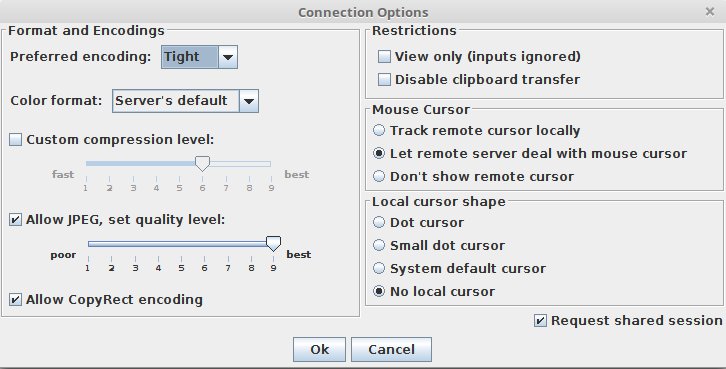 Connection Options
Format and Encodings
Preferred encoding: Tight
Color format: Server's default
Custom compression level:
fast 1 2 3 4 5 6 7 8 9 best
Allow JPEG, set quality level:
poor 1 2 3 4 5 6 7 8 9 best
Allow CopyRect encoding
Restrictions
View only (inputs ignored)
Disable clipboard transfer
Mouse Cursor
Track remote cursor locally
Let remote server deal with mouse cursor
Don't show remote cursor
Local cursor shape
Dot cursor
Small dot cursor
System default cursor
No local cursor
Request shared session
Ok Cancel